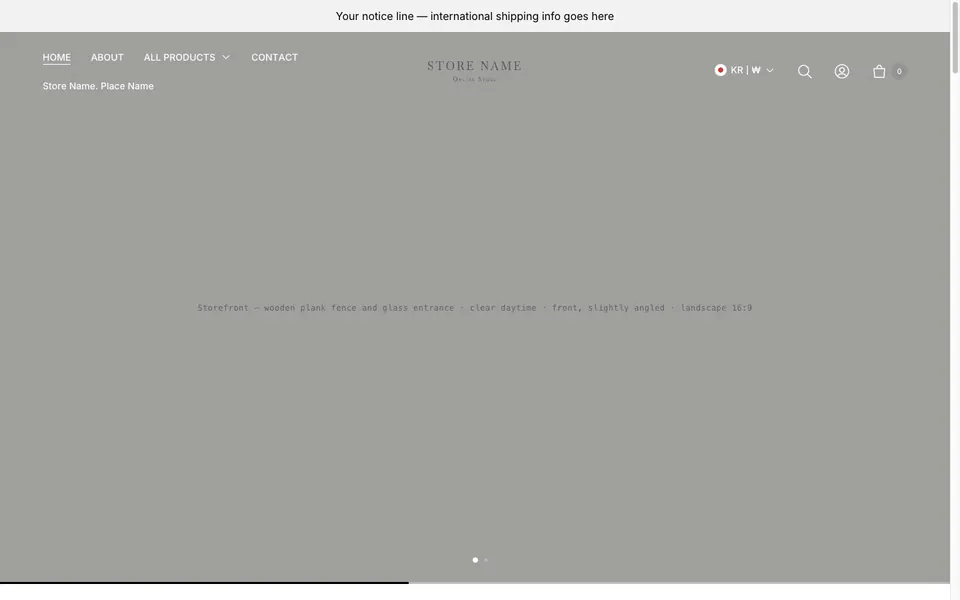 Your notice line — international shipping info goes here
HOME ABOUT ALL PRODUCTS CONTACT
STORE NAME
KR | ₩
0
Store Name. Place Name
Storefront — wooden plank fence and glass entrance · clear daytime · front, slightly angled · landscape 16:9